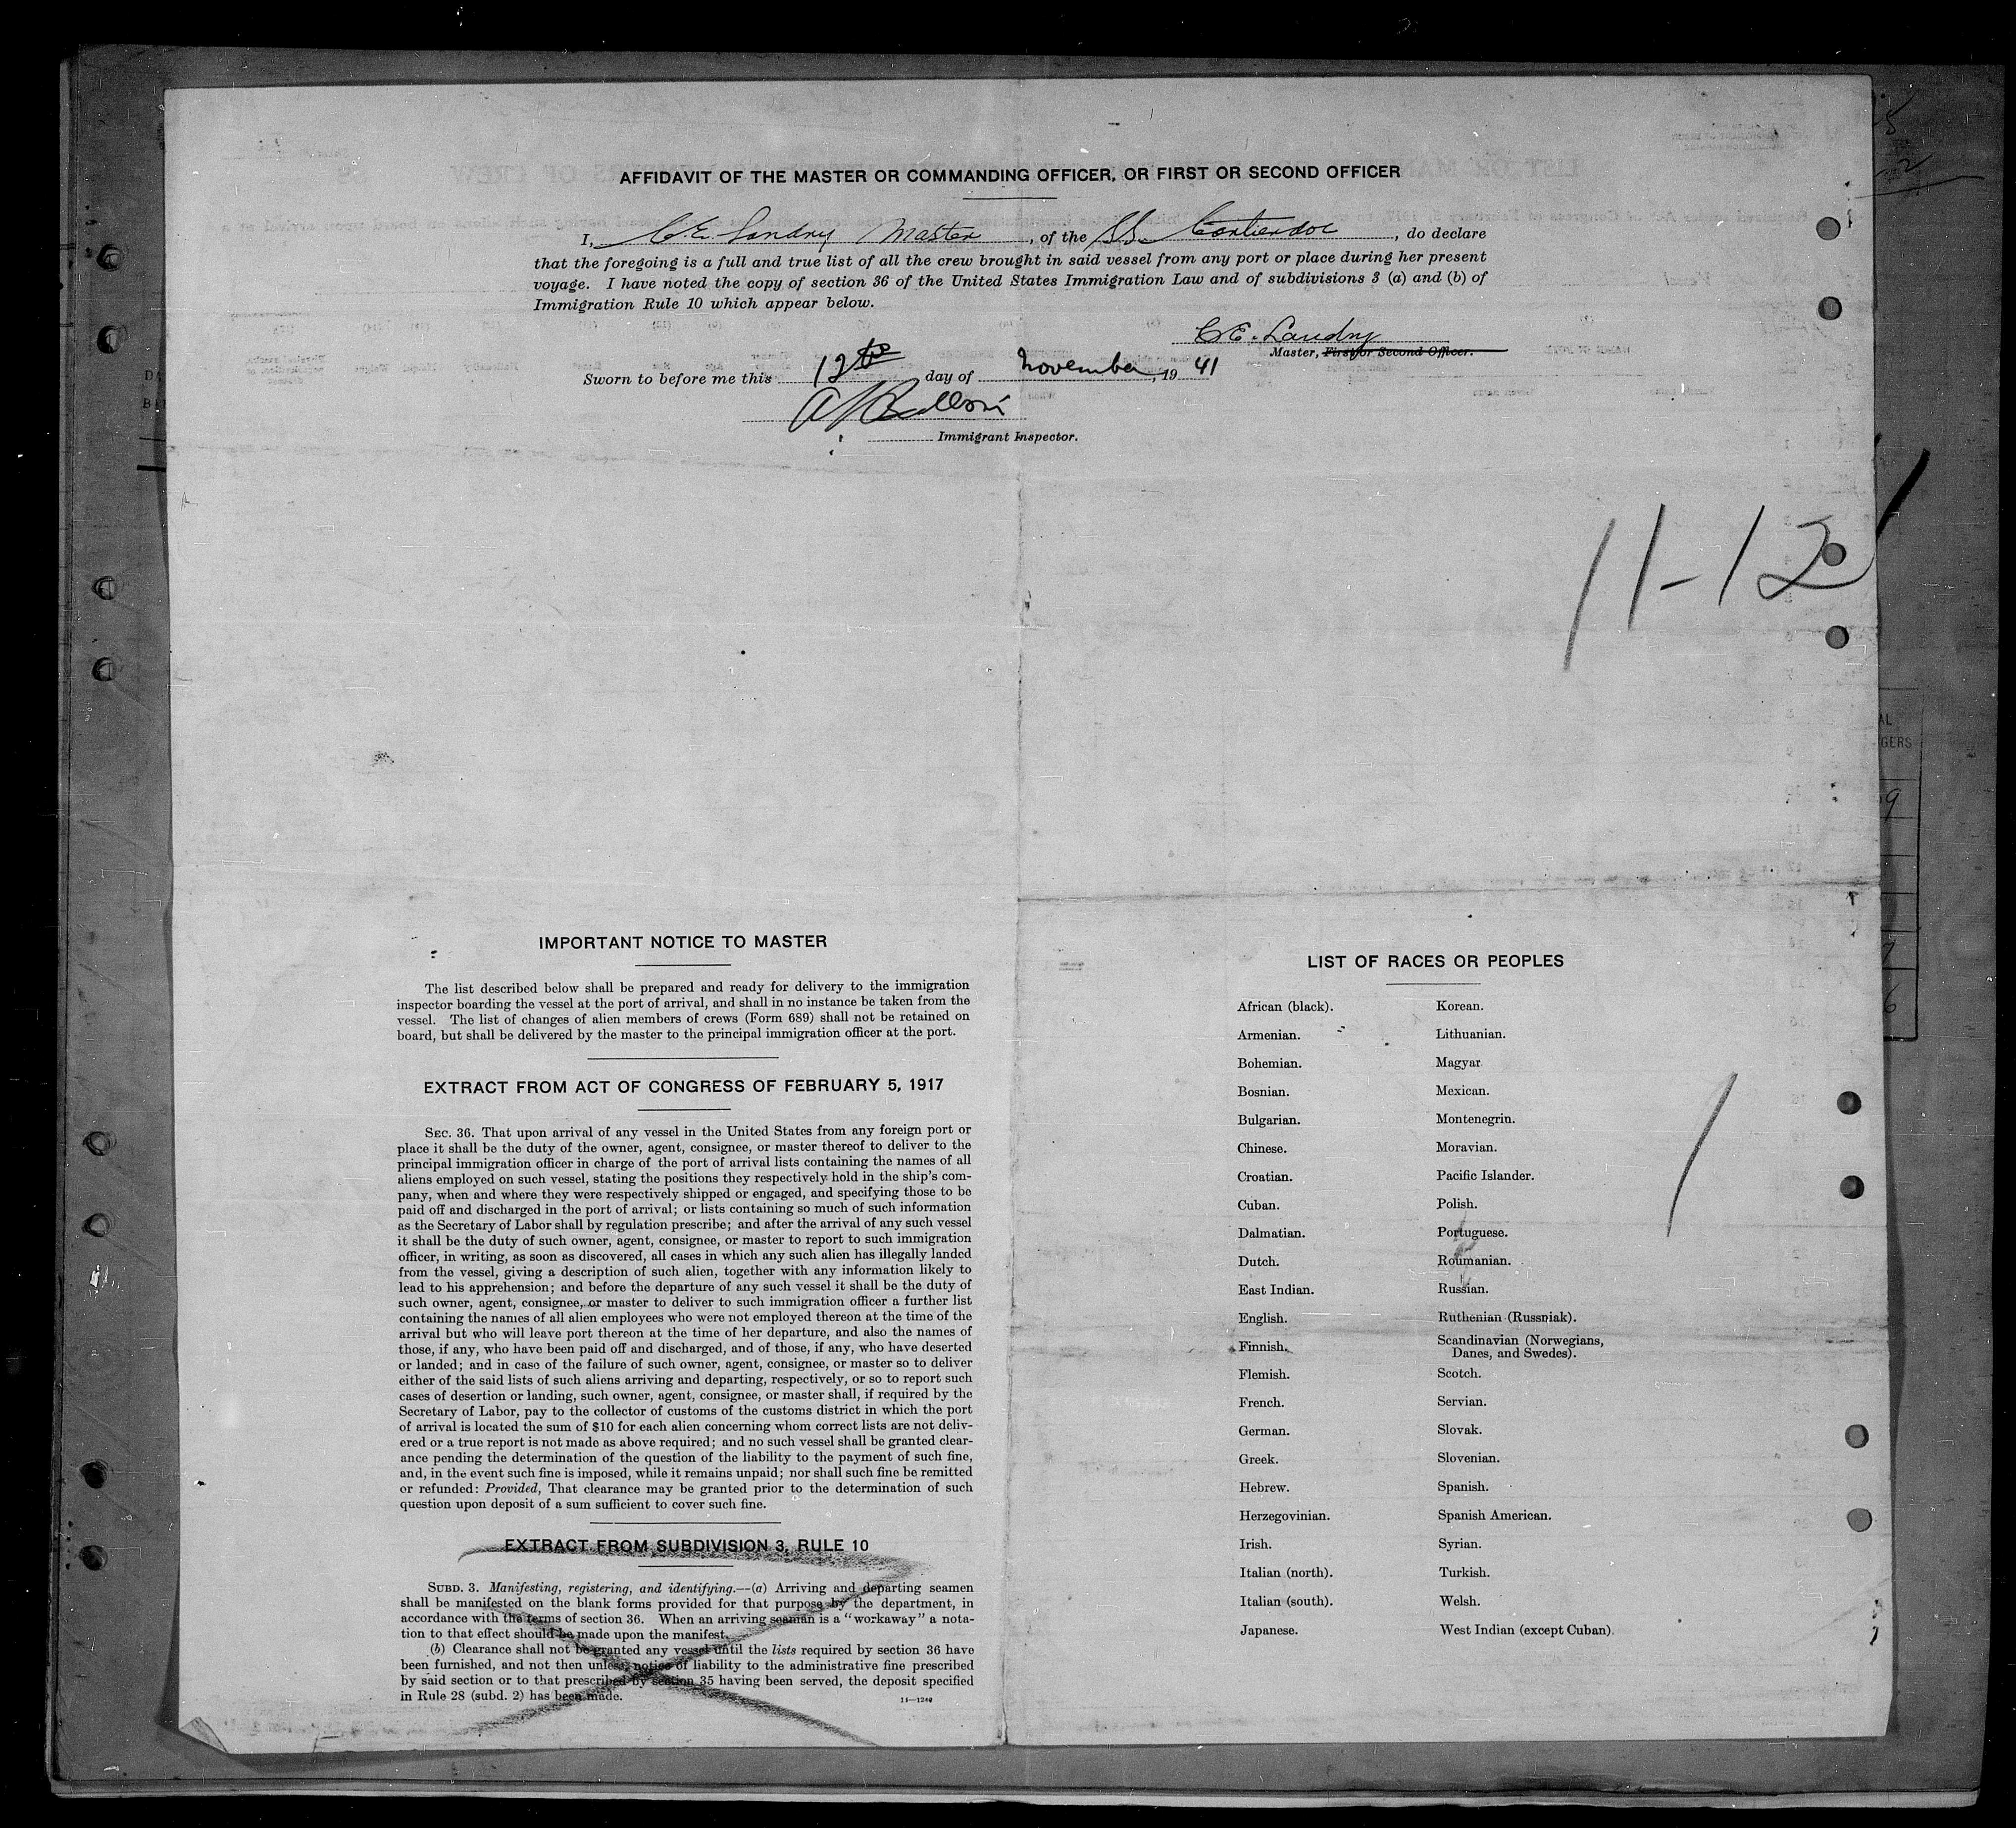 AFFIDAVIT OF THE MASTER OR COMMANDING OFFICER, OR FIRST OR SECOND OFFICER
I, C.E. Landry Master, of the SS. Cartierdoc, do declare
that the foregoing is a full and true list of all the crew brought in said vessel from any port or place during her present
voyage. I have noted the copy of section 36 of the United States Immigration Law and of subdivisions 3 (a) and (b) of
Immigration Rule 10 which appear below.
C.E. Landry
Master, First or Second Officer.
Sworn to before me this 12th day of November, 19 41
Immigrant Inspector.
11-12
IMPORTANT NOTICE TO MASTER
The list described below shall be prepared and ready for delivery to the immigration
inspector boarding the vessel at the port of arrival, and shall in no instance be taken from the
vessel. The list of changes of alien members of crews (Form 689) shall not be retained on
board, but shall be delivered by the master to the principal immigration officer at the port.
EXTRACT FROM ACT OF CONGRESS OF FEBRUARY 5, 1917
SEC. 36. That upon arrival of any vessel in the United States from any foreign port or
place it shall be the duty of the owner, agent, consignee, or master thereof to deliver to the
principal immigration officer in charge of the port of arrival lists containing the names of all
aliens employed on such vessel, stating the positions they respectively hold in the ship's com-
pany, when and where they were respectively shipped or engaged, and specifying those to be
paid off and discharged in the port of arrival; or lists containing so much of such information
as the Secretary of Labor shall by regulation prescribe; and after the arrival of any such vessel
it shall be the duty of such owner, agent, consignee, or master to report to such immigration
officer, in writing, as soon as discovered, all cases in which any such alien has illegally landed
from the vessel, giving a description of such alien, together with any information likely to
lead to his apprehension; and before the departure of any such vessel it shall be the duty of
such owner, agent, consignee, or master to deliver to such immigration officer a further list
containing the names of all alien employees who were not employed thereon at the time of the
arrival but who will leave port thereon at the time of her departure, and also the names of
those, if any, who have been paid off and discharged, and of those, if any, who have deserted
or landed; and in case of the failure of such owner, agent, consignee, or master so to deliver
either of the said lists of such aliens arriving and departing, respectively, or so to report such
cases of desertion or landing, such owner, agent, consignee, or master shall, if required by the
Secretary of Labor, pay to the collector of customs of the customs district in which the port
of arrival is located the sum of $10 for each alien concerning whom correct lists are not deliv-
ered or a true report is not made as above required; and no such vessel shall be granted clear-
ance pending the determination of the question of the liability to the payment of such fine,
and, in the event such fine is imposed, while it remains unpaid; nor shall such fine be remitted
or refunded: Provided, That clearance may be granted prior to the determination of such
question upon deposit of a sum sufficient to cover such fine.
EXTRACT FROM SUBDIVISION 3, RULE 10
SUBD. 3. Manifesting, registering, and identifying.—(a) Arriving and departing seamen
shall be manifested on the blank forms provided for that purpose by the department, in
accordance with the terms of section 36. When an arriving seaman is a "workaway" a nota-
tion to that effect should be made upon the manifest.
(b) Clearance shall not be granted any vessel until the lists required by section 36 have
been furnished, and not then unless notice of liability to the administrative fine prescribed
by said section or to that prescribed by section 35 having been served, the deposit specified
in Rule 28 (subd. 2) has been made.
14—1240
LIST OF RACES OR PEOPLES
African (black).
Armenian.
Bohemian.
Bosnian.
Bulgarian.
Chinese.
Croatian.
Cuban.
Dalmatian.
Dutch.
East Indian.
English.
Finnish.
Flemish.
French.
German.
Greek.
Hebrew.
Herzegovinian.
Irish.
Italian (north).
Italian (south).
Japanese.
Korean.
Lithuanian.
Magyar.
Mexican.
Montenegrin.
Moravian.
Pacific Islander.
Polish.
Portuguese.
Roumanian.
Russian.
Ruthenian (Russniak).
Scandinavian (Norwegians,
Danes, and Swedes).
Scotch.
Servian.
Slovak.
Slovenian.
Spanish.
Spanish American.
Syrian.
Turkish.
Welsh.
West Indian (except Cuban).